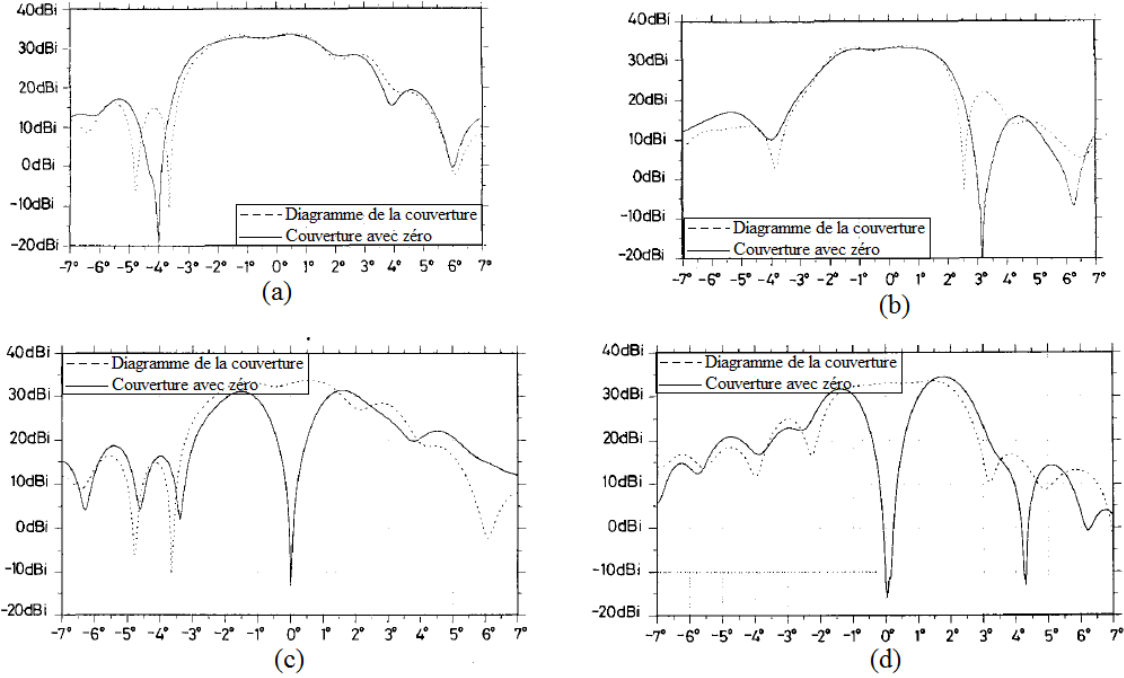 40dBi
30dBi
20dBi
10dBi
0dBi
-10dBi
-20dBi
Diagramme de la couverture
Couverture avec zéro
-7° -6° -5° -4° -3° -2° -1° 0° 1° 2° 3° 4° 5° 6° 7°
(a)
40dBi
30dBi
20dBi
10dBi
0dBi
-10dBi
-20dBi
Diagramme de la couverture
Couverture avec zéro
-7° -6° -5° -4° -3° -2° -1° 0° 1° 2° 3° 4° 5° 6° 7°
(b)
40dBi
30dBi
20dBi
10dBi
0dBi
-10dBi
-20dBi
Diagramme de la couverture
Couverture avec zéro
-7° -6° -5° -4° -3° -2° -1° 0° 1° 2° 3° 4° 5° 6° 7°
(c)
40dBi
30dBi
20dBi
10dBi
0dBi
-10dBi
-20dBi
Diagramme de la couverture
Couverture avec zéro
-7° -6° -5° -4° -3° -2° -1° 0° 1° 2° 3° 4° 5° 6° 7°
(d)